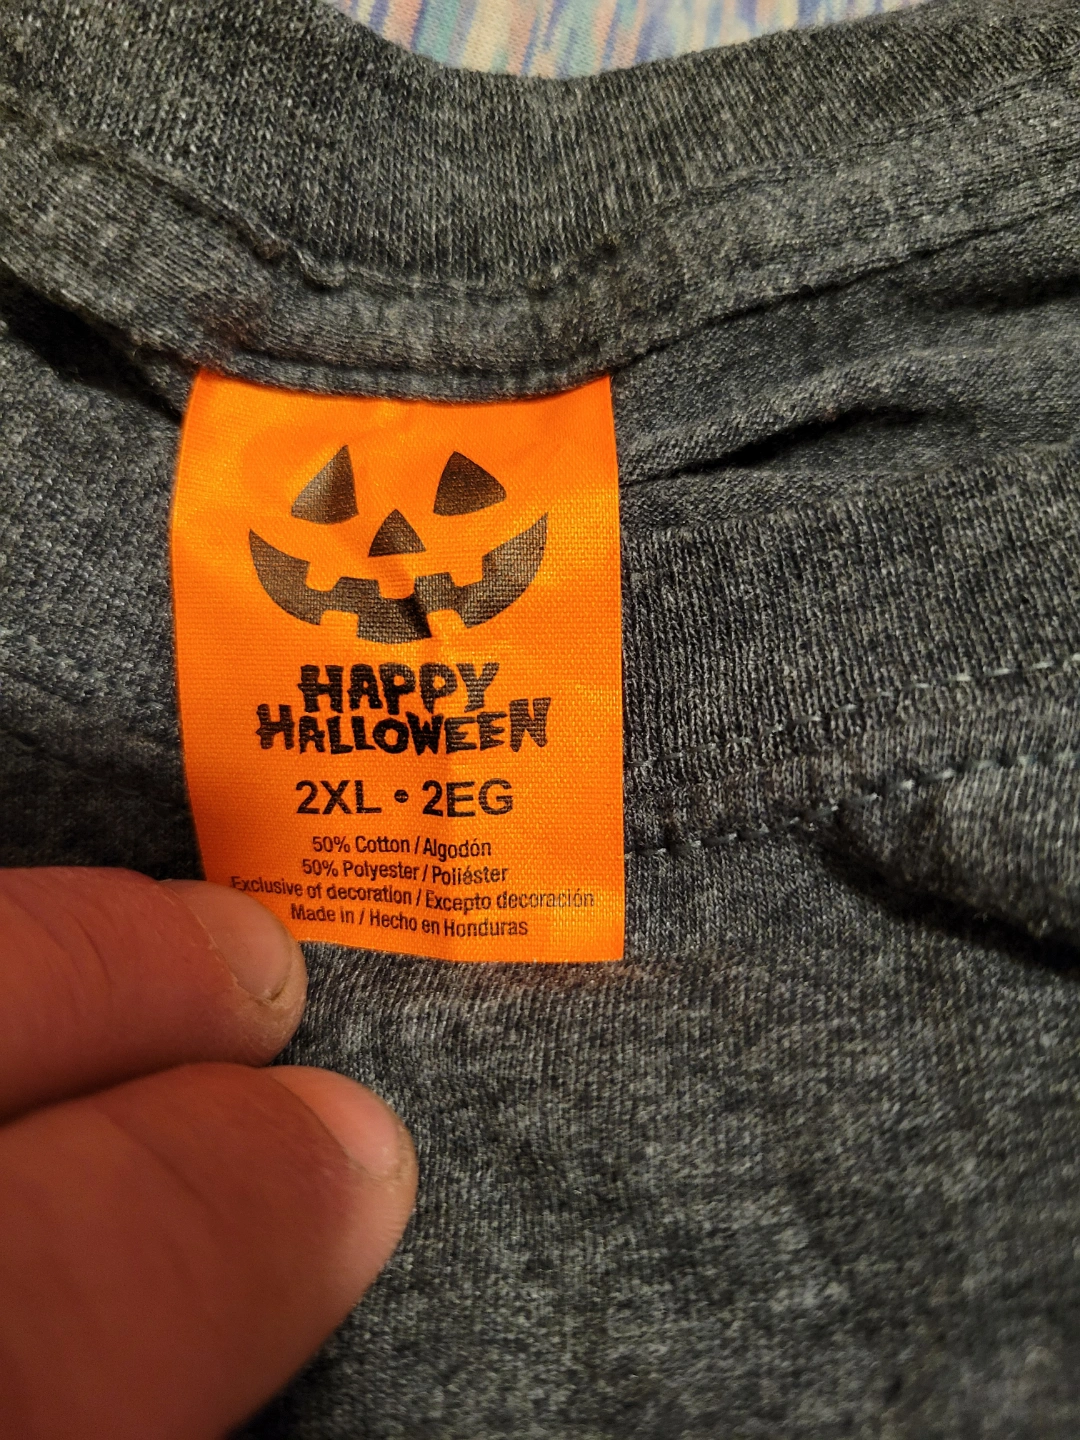 HAPPY
HALLOWEEN
2XL • 2EG
50% Cotton / Algodón
50% Polyester / Poliéster
Exclusive of decoration / Excepto decoración
Made in / Hecho en Honduras